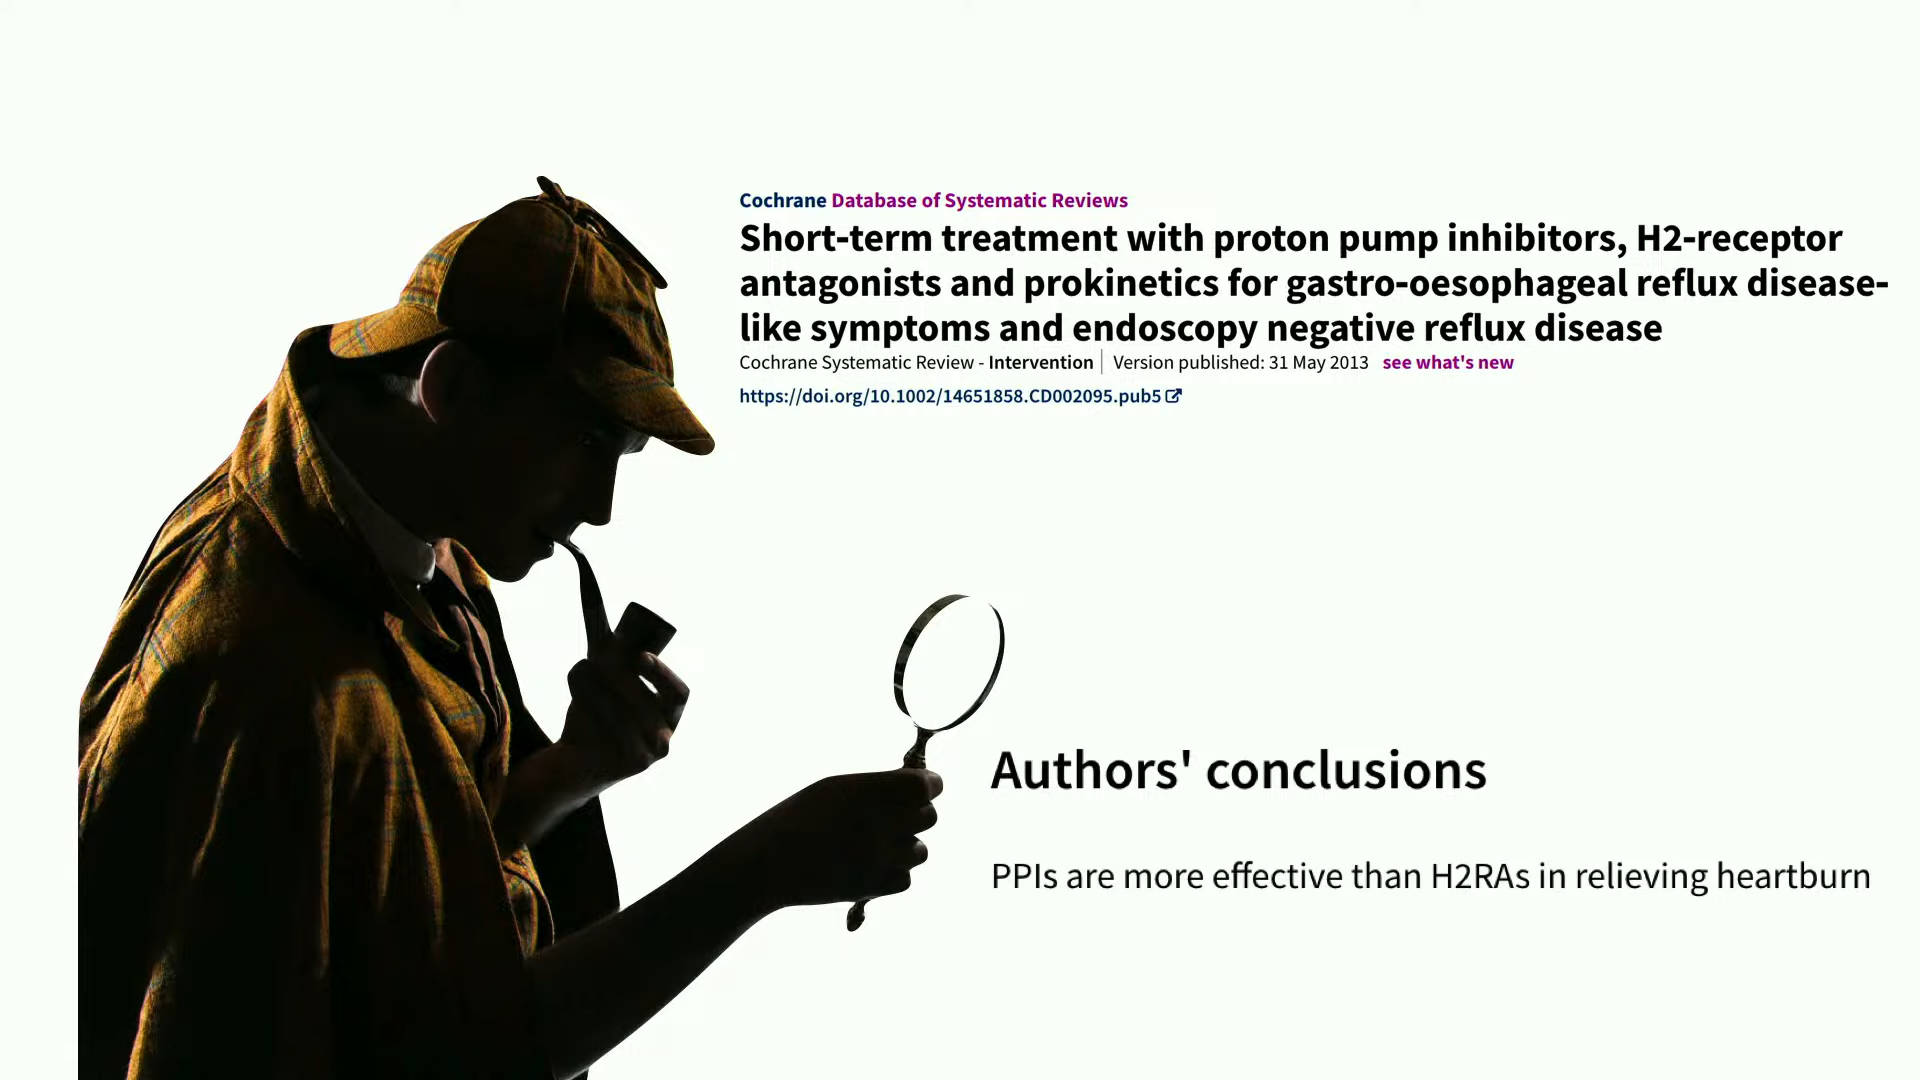 Cochrane Database of Systematic Reviews
Short-term treatment with proton pump inhibitors, H2-receptor
antagonists and prokinetics for gastro-oesophageal reflux disease-
like symptoms and endoscopy negative reflux disease
Cochrane Systematic Review - Intervention Version published: 31 May 2013 see what's new
https://doi.org/10.1002/14651858.CD002095.pub5
Authors' conclusions
PPIs are more effective than H2RAs in relieving heartburn